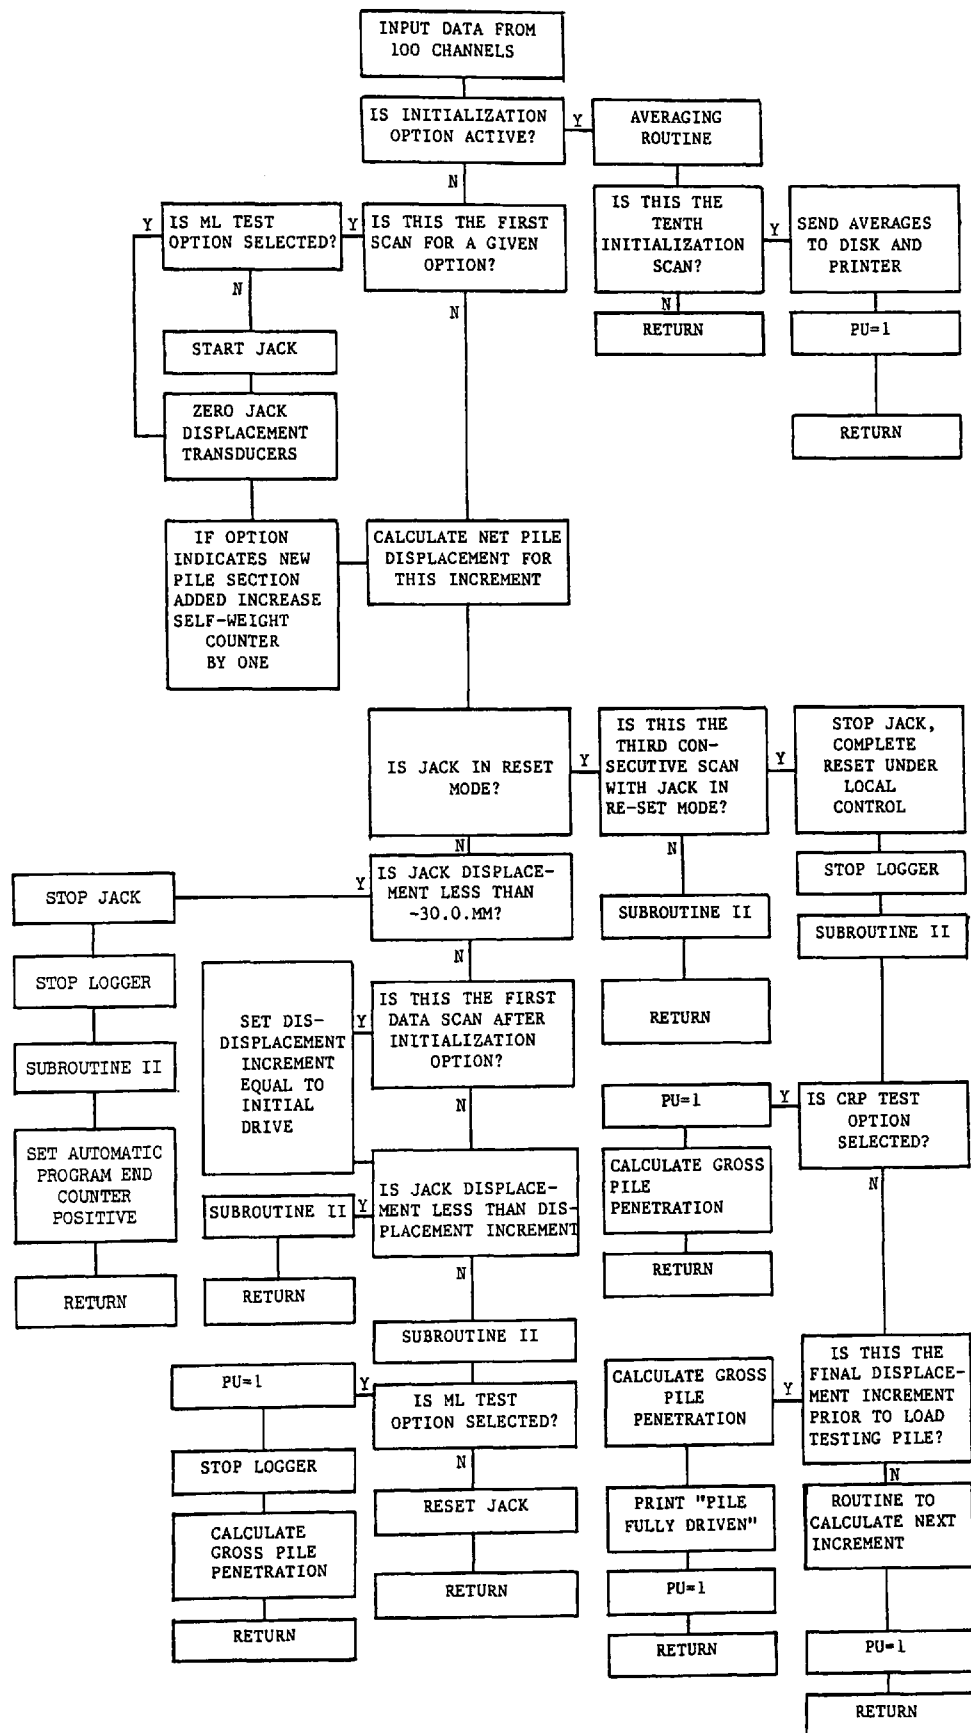 INPUT DATA FROM
100 CHANNELS
IS INITIALIZATION
OPTION ACTIVE?
Y
AVERAGING
ROUTINE
N
IS THIS THE
TENTH
INITIALIZATION
SCAN?
Y
SEND AVERAGES
TO DISK AND
PRINTER
N
RETURN
PU=1
RETURN
Y
IS ML TEST
OPTION SELECTED?
Y
IS THIS THE FIRST
SCAN FOR A GIVEN
OPTION?
N
N
START JACK
ZERO JACK
DISPLACEMENT
TRANSDUCERS
IF OPTION
INDICATES NEW
PILE SECTION
ADDED INCREASE
SELF-WEIGHT
COUNTER
BY ONE
CALCULATE NET PILE
DISPLACEMENT FOR
THIS INCREMENT
IS JACK IN RESET
MODE?
Y
IS THIS THE
THIRD CON-
SECUTIVE SCAN
WITH JACK IN
RE-SET MODE?
Y
STOP JACK,
COMPLETE
RESET UNDER
LOCAL
CONTROL
N
N
STOP LOGGER
SUBROUTINE II
SUBROUTINE II
RETURN
STOP JACK
Y
IS JACK DISPLACE-
MENT LESS THAN
~30.0.MM?
N
STOP LOGGER
SUBROUTINE II
SET AUTOMATIC
PROGRAM END
COUNTER
POSITIVE
RETURN
SET DIS-
DISPLACEMENT
INCREMENT
EQUAL TO
INITIAL
DRIVE
Y
IS THIS THE FIRST
DATA SCAN AFTER
INITIALIZATION
OPTION?
N
SUBROUTINE II
Y
IS JACK DISPLACE-
MENT LESS THAN DIS-
PLACEMENT INCREMENT
RETURN
N
SUBROUTINE II
PU=1
Y
IS ML TEST
OPTION SELECTED?
N
STOP LOGGER
CALCULATE
GROSS PILE
PENETRATION
RETURN
RESET JACK
RETURN
PU=1
Y
IS CRP TEST
OPTION
SELECTED?
N
CALCULATE GROSS
PILE
PENETRATION
RETURN
CALCULATE GROSS
PILE
PENETRATION
Y
IS THIS THE
FINAL DISPLACE-
MENT INCREMENT
PRIOR TO LOAD
TESTING PILE?
N
PRINT "PILE
FULLY DRIVEN"
PU=1
RETURN
ROUTINE TO
CALCULATE NEXT
INCREMENT
PU=1
RETURN